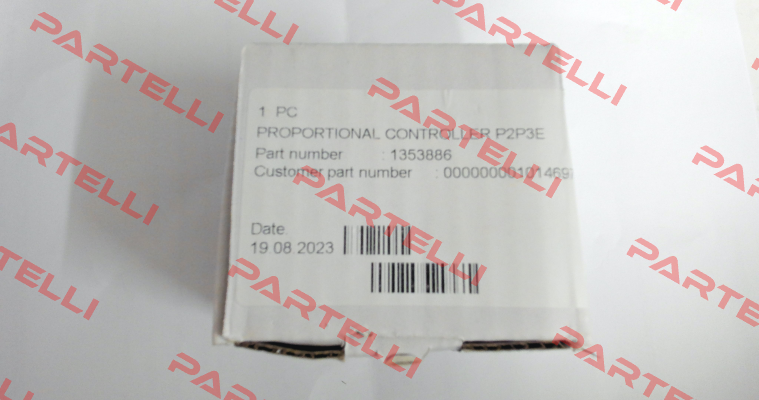 1 PC
PROPORTIONAL CONTROLLER P2P3E
Part number : 1353886
Customer part number :
Date.
19 08.2023
PARTELLI
PARTELLI
PARTELLI
PARTELLI
PARTELLI
PARTELLI
PARTELLI
PARTELLI
PARTELLI
PARTELLI